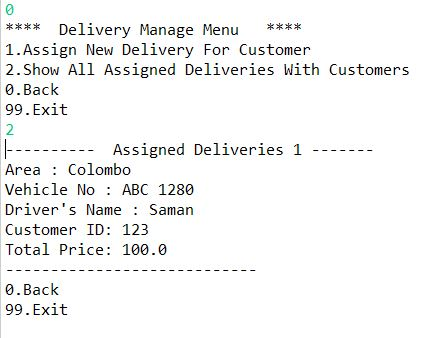 0
****  Delivery Manage Menu   ****
1.Assign New Delivery For Customer
2.Show All Assigned Deliveries With Customers
0.Back
99.Exit
2
----------  Assigned Deliveries 1 -------
Area : Colombo
Vehicle No : ABC 1280
Driver's Name : Saman
Customer ID: 123
Total Price: 100.0
----------------------------
0.Back
99.Exit